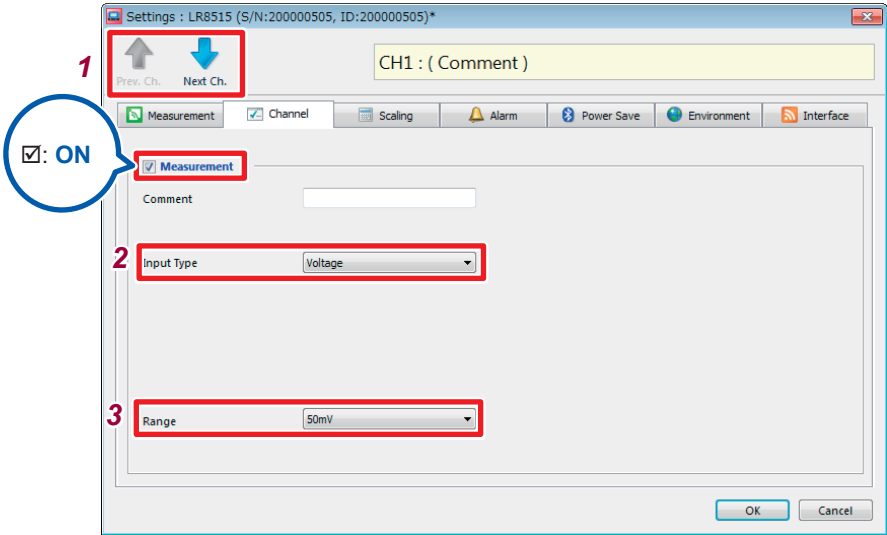 Settings : LR8515 (S/N:200000505, ID:200000505)*
1
Prev. Ch. Next Ch.
CH1 : ( Comment )
Measurement Channel Scaling Alarm Power Save Environment Interface
☑: ON
Measurement
Comment
2
Input Type Voltage
3
Range 50mV
OK Cancel